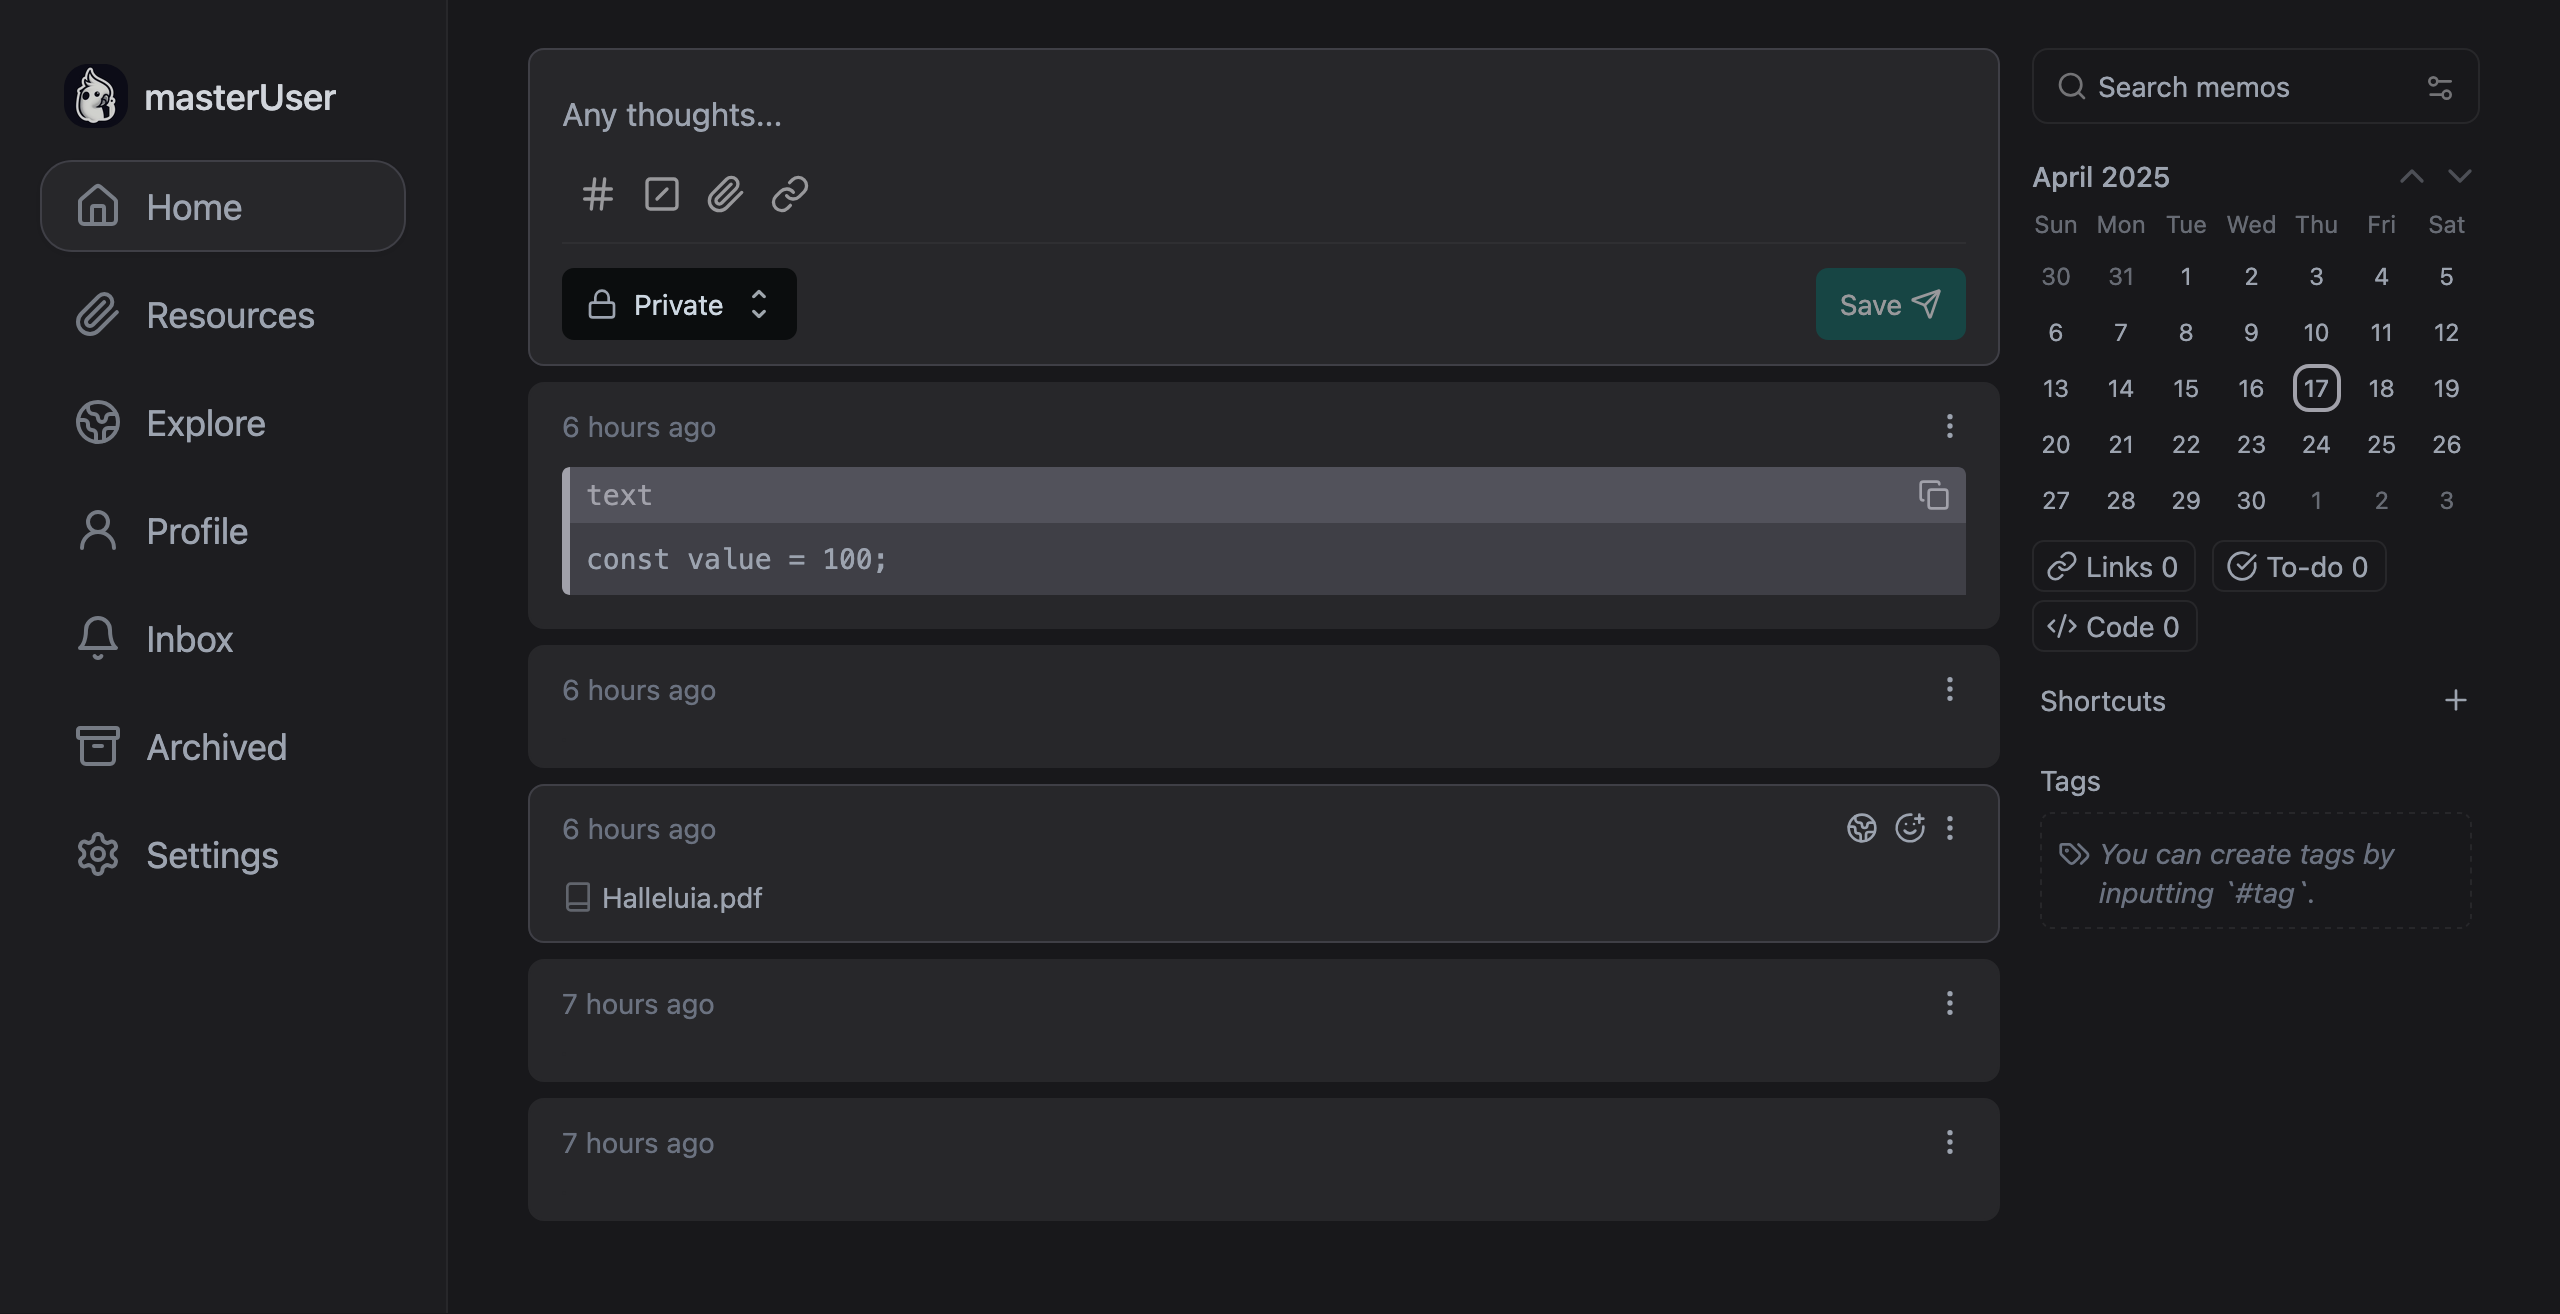 masterUser
Home
Resources
Explore
Profile
Inbox
Archived
Settings
Any thoughts...
Private
Save
6 hours ago
text
const value = 100;
6 hours ago
6 hours ago
Halleluia.pdf
7 hours ago
7 hours ago
Search memos
April 2025
Sun Mon Tue Wed Thu Fri Sat
30 31 1 2 3 4 5
6 7 8 9 10 11 12
13 14 15 16 17 18 19
20 21 22 23 24 25 26
27 28 29 30 1 2 3
Links 0 To-do 0
Code 0
Shortcuts
Tags
You can create tags by
inputting `#tag`.